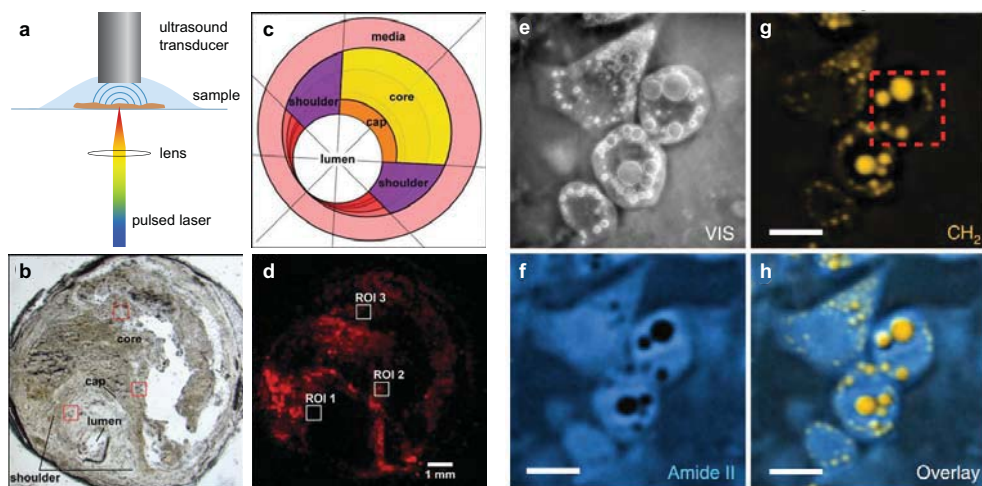 a
ultrasound
transducer
sample
lens
pulsed laser
b
core
cap
lumen
shoulder
c
media
shoulder
core
cap
lumen
shoulder
d
ROI 3
ROI 2
ROI 1
1 mm
e
VIS
f
Amide II
g
CH₂
h
Overlay